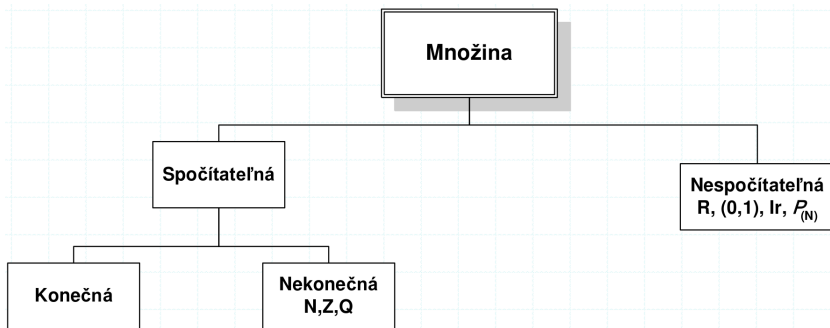 Množina
Spočítateľná
Nespočítateľná
R, (0,1), Ir, P(N)
Konečná
Nekonečná
N,Z,Q